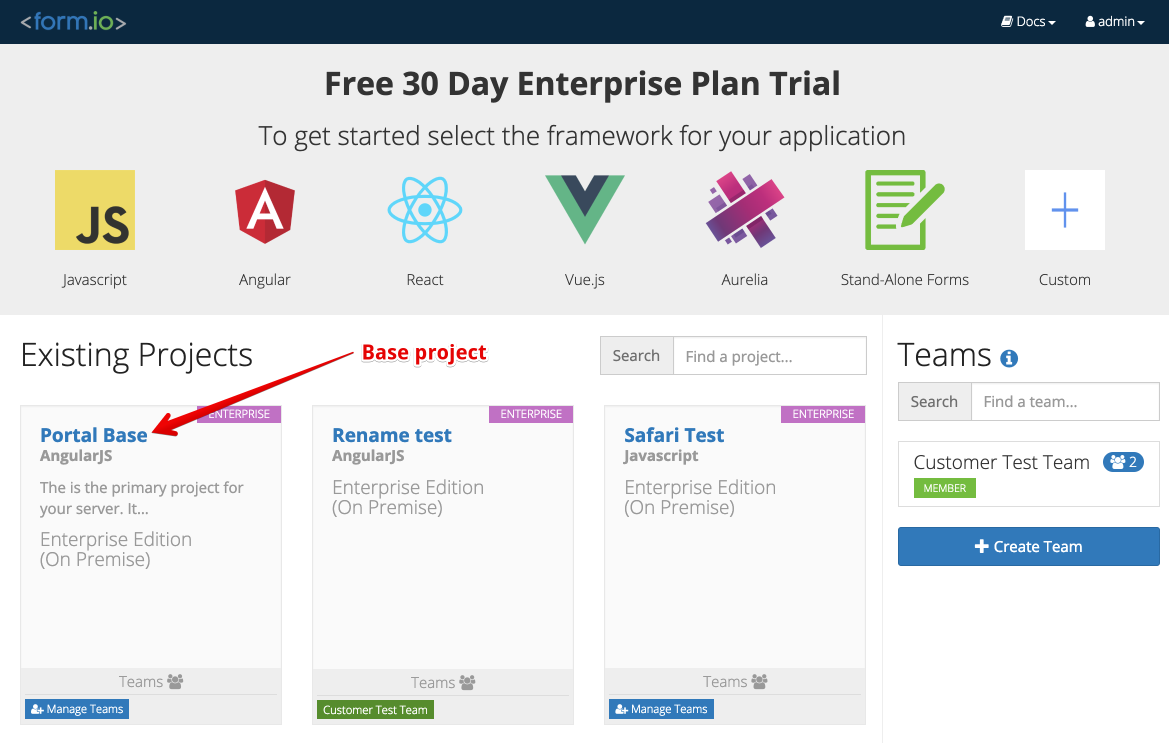 <form.io>
Docs
admin
Free 30 Day Enterprise Plan Trial
To get started select the framework for your application
JS
A
Javascript
Angular
React
Vue.js
Aurelia
Stand-Alone Forms
Custom
Existing Projects
Base project
Search
Find a project...
Teams
Search
Find a team...
ENTERPRISE
Portal Base
AngularJS
The is the primary project for
your server. It...
Enterprise Edition
(On Premise)
Teams
Manage Teams
ENTERPRISE
Rename test
AngularJS
Enterprise Edition
(On Premise)
Teams
Customer Test Team
ENTERPRISE
Safari Test
Javascript
Enterprise Edition
(On Premise)
Teams
Manage Teams
Customer Test Team
2
MEMBER
Create Team